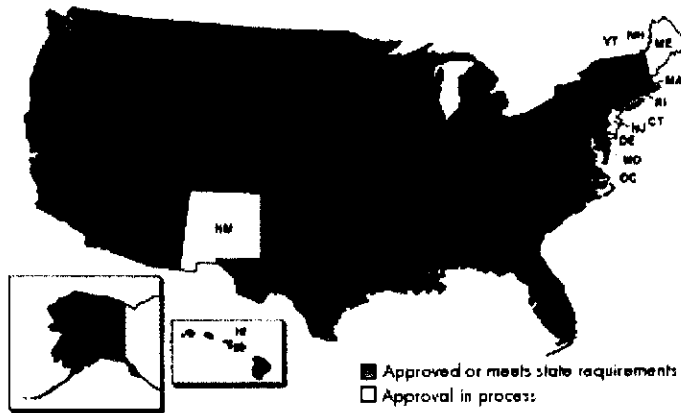 VT NH ME
MA
RI
NJ CT
DE
MD
DC
NM
HI
Approved or meets state requirements
Approval in process